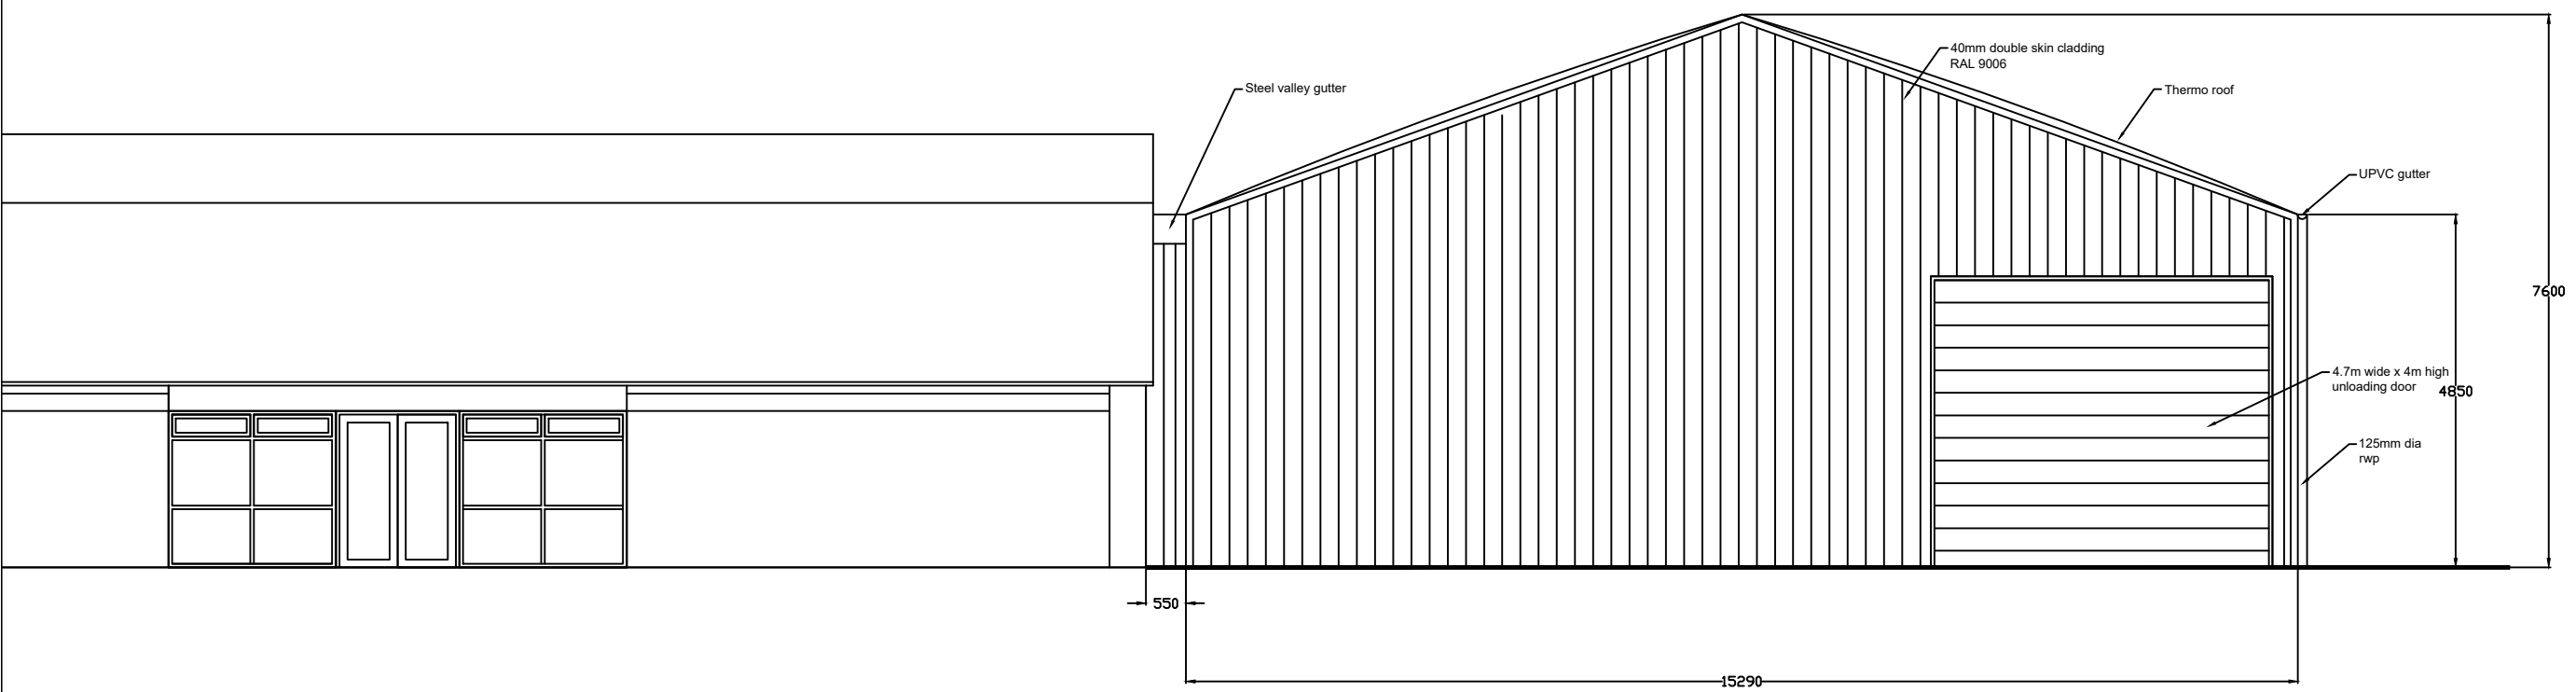 40mm double skin cladding
RAL 9006
Steel valley gutter
Thermo roof
UPVC gutter
7600
4.7m wide x 4m high
unloading door
4850
125mm dia
rwp
550
15290